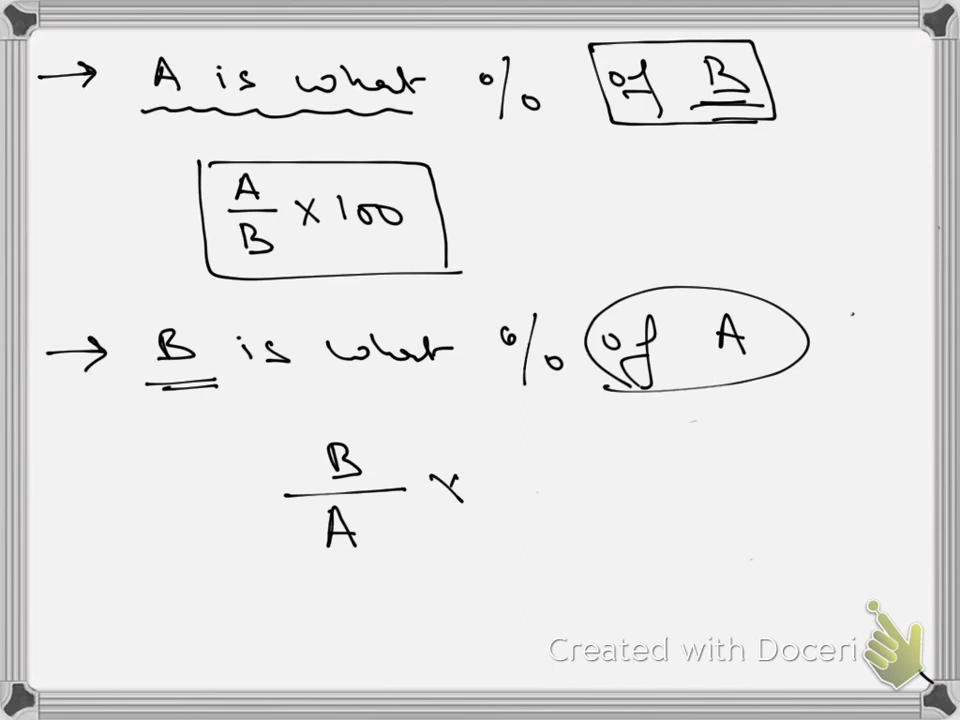 → A is what % of B
A/B × 100
→ B is what % of A
B/A ×
Created with Doceri